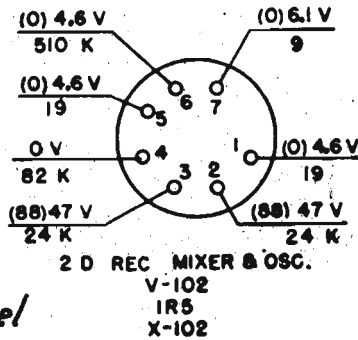 (0) 4.6 V
510 K
(0) 6.1 V
9
(0) 4.6 V
19
6
7
5
0 V
82 K
4
1
(0) 4.6 V
19
3
2
(88) 47 V
24 K
(88) 47 V
24 K
2 D REC MIXER & OSC.
V-102
1R5
X-102